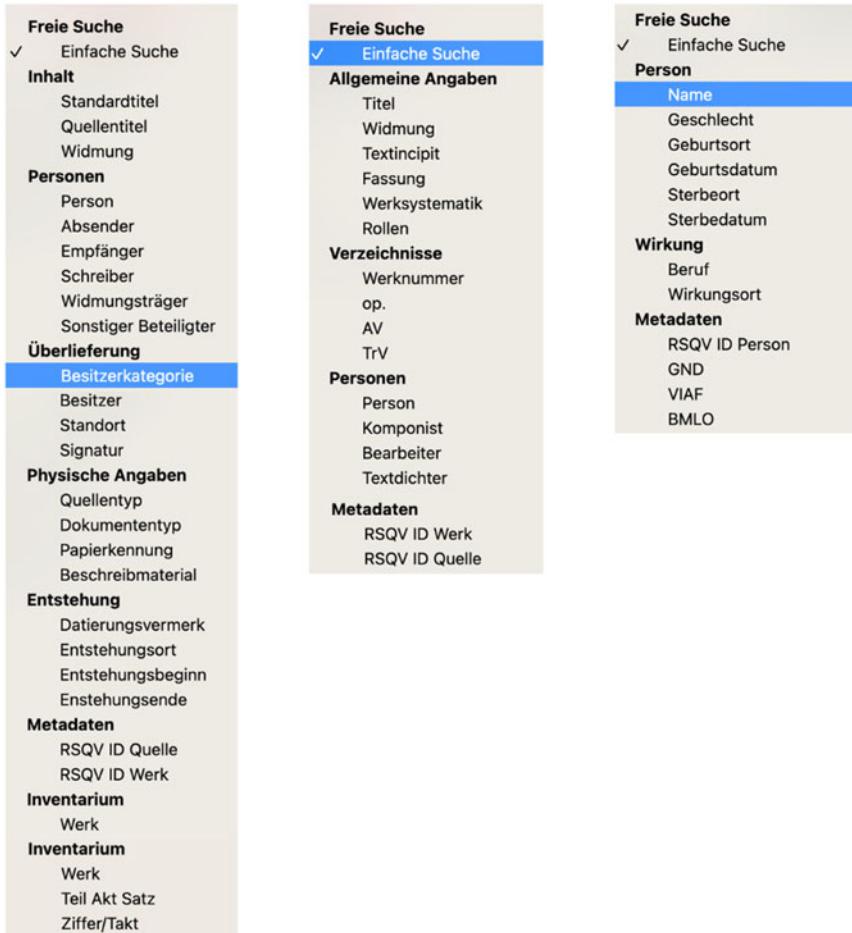 Freie Suche
✓ Einfache Suche
Inhalt
Standardtitel
Quellentitel
Widmung
Personen
Person
Absender
Empfänger
Schreiber
Widmungsträger
Sonstiger Beteiligter
Überlieferung
Besitzerkategorie
Besitzer
Standort
Signatur
Physische Angaben
Quellentyp
Dokumententyp
Papierkennung
Beschreibmaterial
Entstehung
Datierungsvermerk
Entstehungsort
Entstehungsbeginn
Enstehungsende
Metadaten
RSQV ID Quelle
RSQV ID Werk
Inventarium
Werk
Inventarium
Werk
Teil Akt Satz
Ziffer/Takt
Freie Suche
✓ Einfache Suche
Allgemeine Angaben
Titel
Widmung
Textincipit
Fassung
Werksystematik
Rollen
Verzeichnisse
Werknummer
op.
AV
TrV
Personen
Person
Komponist
Bearbeiter
Textdichter
Metadaten
RSQV ID Werk
RSQV ID Quelle
Freie Suche
✓ Einfache Suche
Person
Name
Geschlecht
Geburtsort
Geburtsdatum
Sterbeort
Sterbedatum
Wirkung
Beruf
Wirkungsort
Metadaten
RSQV ID Person
GND
VIAF
BMLO